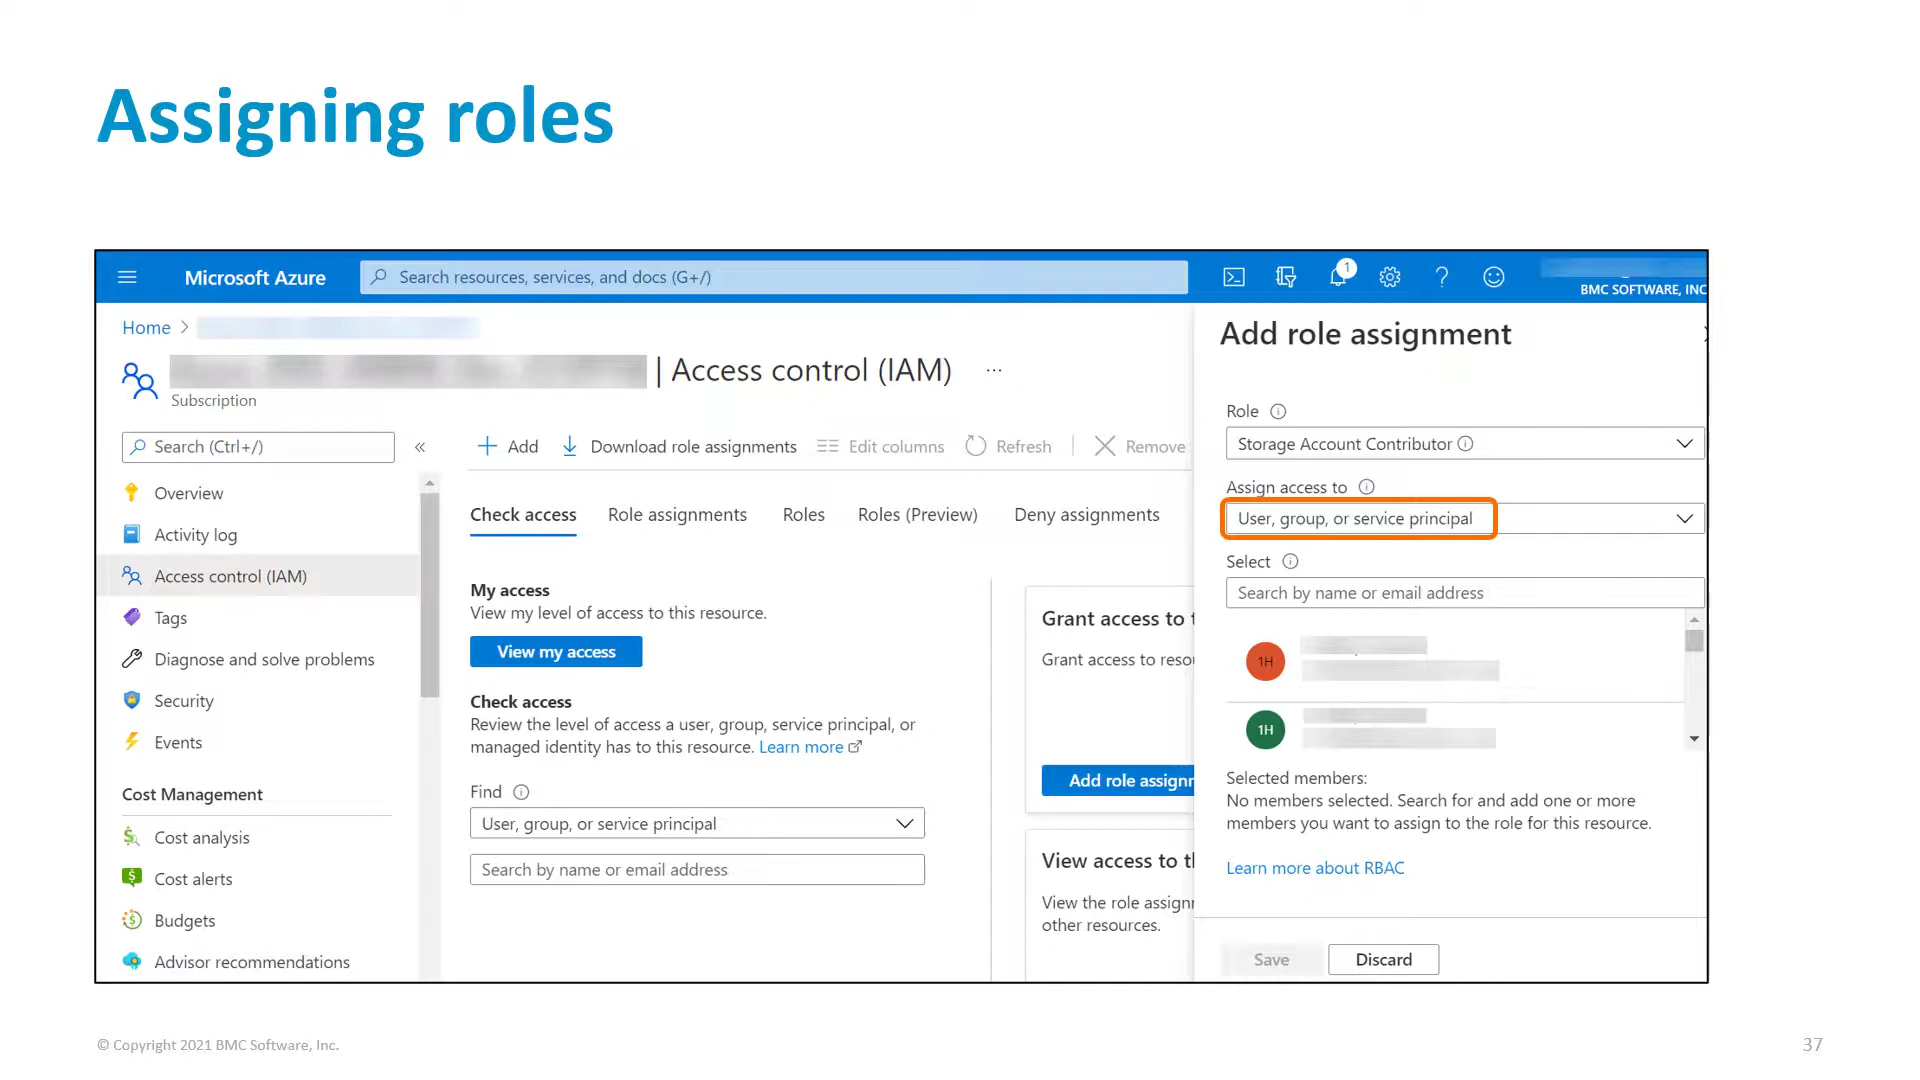 Assigning roles
Microsoft Azure
Search resources, services, and docs (G+/)
1
BMC SOFTWARE, INC
Home
| Access control (IAM)
...
Subscription
Search (Ctrl+/)
«
Overview
Activity log
Access control (IAM)
Tags
Diagnose and solve problems
Security
Events
Cost Management
Cost analysis
Cost alerts
Budgets
Advisor recommendations
Add
Download role assignments
Edit columns
Refresh
Remove
Check access
Role assignments
Roles
Roles (Preview)
Deny assignments
My access
View my level of access to this resource.
View my access
Check access
Review the level of access a user, group, service principal, or
managed identity has to this resource. Learn more
Find
User, group, or service principal
Search by name or email address
Grant access to t
Grant access to resou
Add role assignm
View access to th
View the role assignm
other resources.
Add role assignment
Role
Storage Account Contributor
Assign access to
User, group, or service principal
Select
Search by name or email address
1H
1H
Selected members:
No members selected. Search for and add one or more
members you want to assign to the role for this resource.
Learn more about RBAC
Save
Discard
© Copyright 2021 BMC Software, Inc.
37